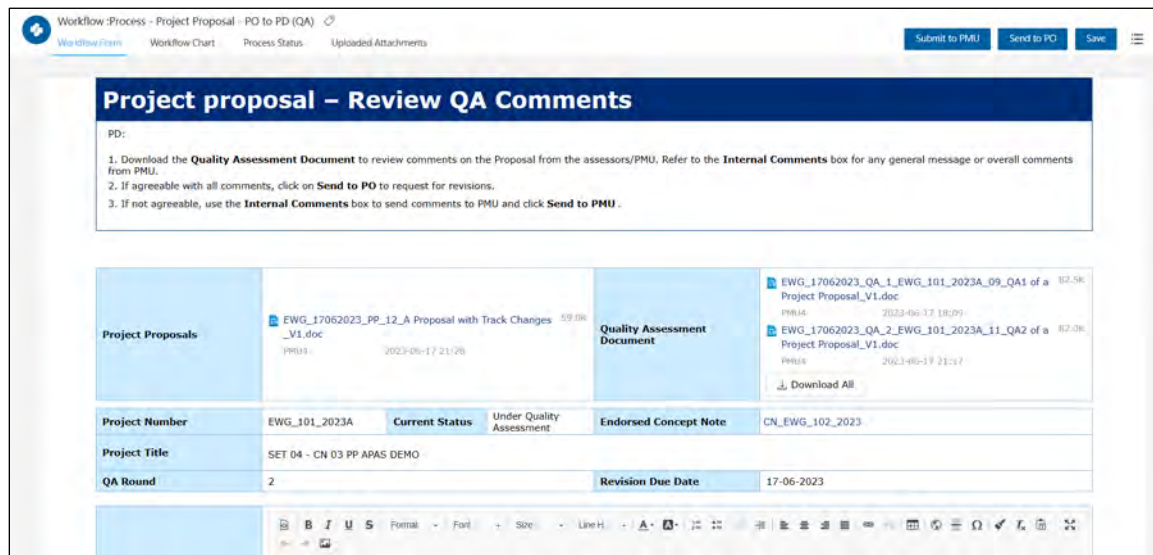 Workflow :Process - Project Proposal - PO to PD (QA)
Workflow Form Workflow Chart Process Status Uploaded Attachments
Submit to PMU Send to PO Save
Project proposal – Review QA Comments
PD:
1. Download the Quality Assessment Document to review comments on the Proposal from the assessors/PMU. Refer to the Internal Comments box for any general message or overall comments
from PMU.
2. If agreeable with all comments, click on Send to PO to request for revisions.
3. If not agreeable, use the Internal Comments box to send comments to PMU and click Send to PMU .
Project Proposals
EWG_17062023_PP_12_A Proposal with Track Changes 59.0K
_V1.doc
PMU4 2023-06-17 21:28
Quality Assessment
Document
EWG_17062023_QA_1_EWG_101_2023A_09_QA1 of a 82.5K
Project Proposal_V1.doc
PMU4 2023-06-17 18:09
EWG_17062023_QA_2_EWG_101_2023A_11_QA2 of a 82.0K
Project Proposal_V1.doc
PMU4 21:17
Download All
Project Number EWG_101_2023A Current Status Under Quality
Assessment
Endorsed Concept Note CN_EWG_102_2023
Project Title SET 04 - CN 03 PP APAS DEMO
QA Round 2 Revision Due Date 17-06-2023
B I U S Format Font Size Line H A A